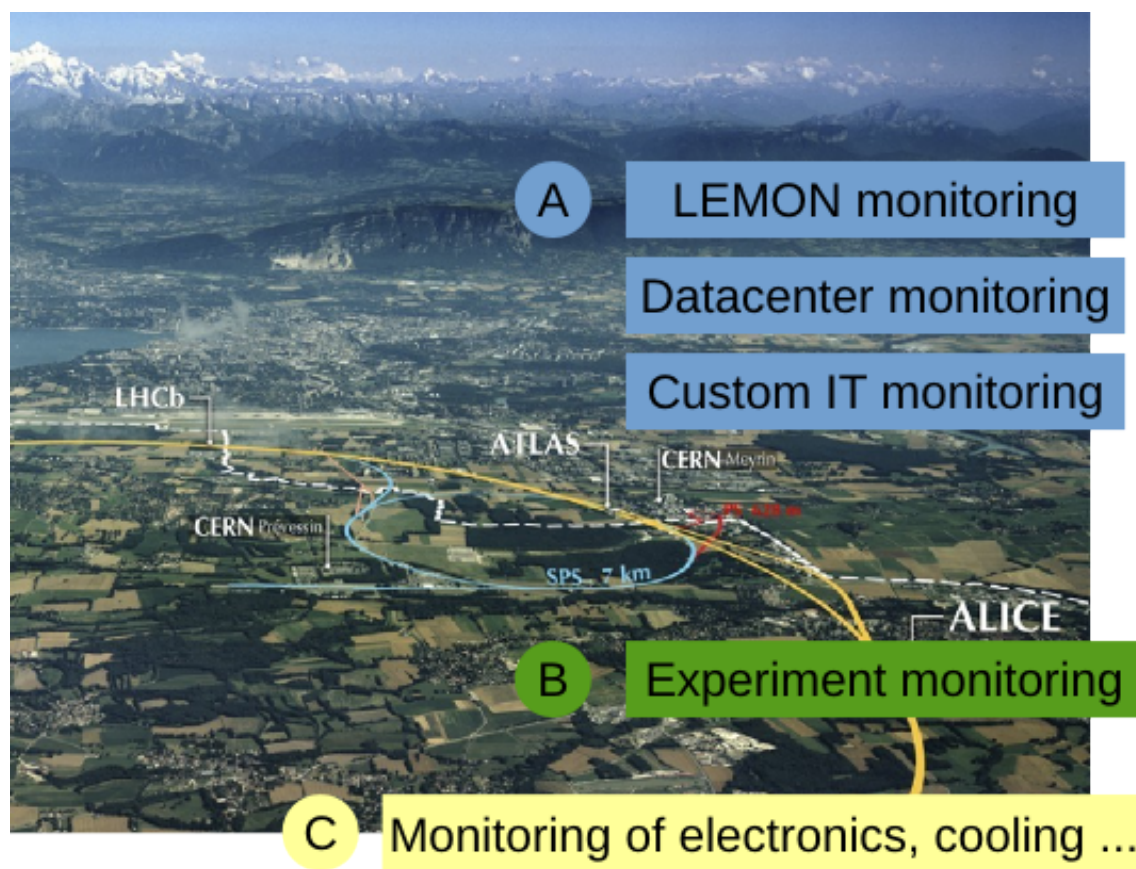 A
LEMON monitoring
Datacenter monitoring
Custom IT monitoring
LHCb
ATLAS
CERN Meyrin
CERN Prévessin
SPS_ 7 km
ALICE
B
Experiment monitoring
C
Monitoring of electronics, cooling ...